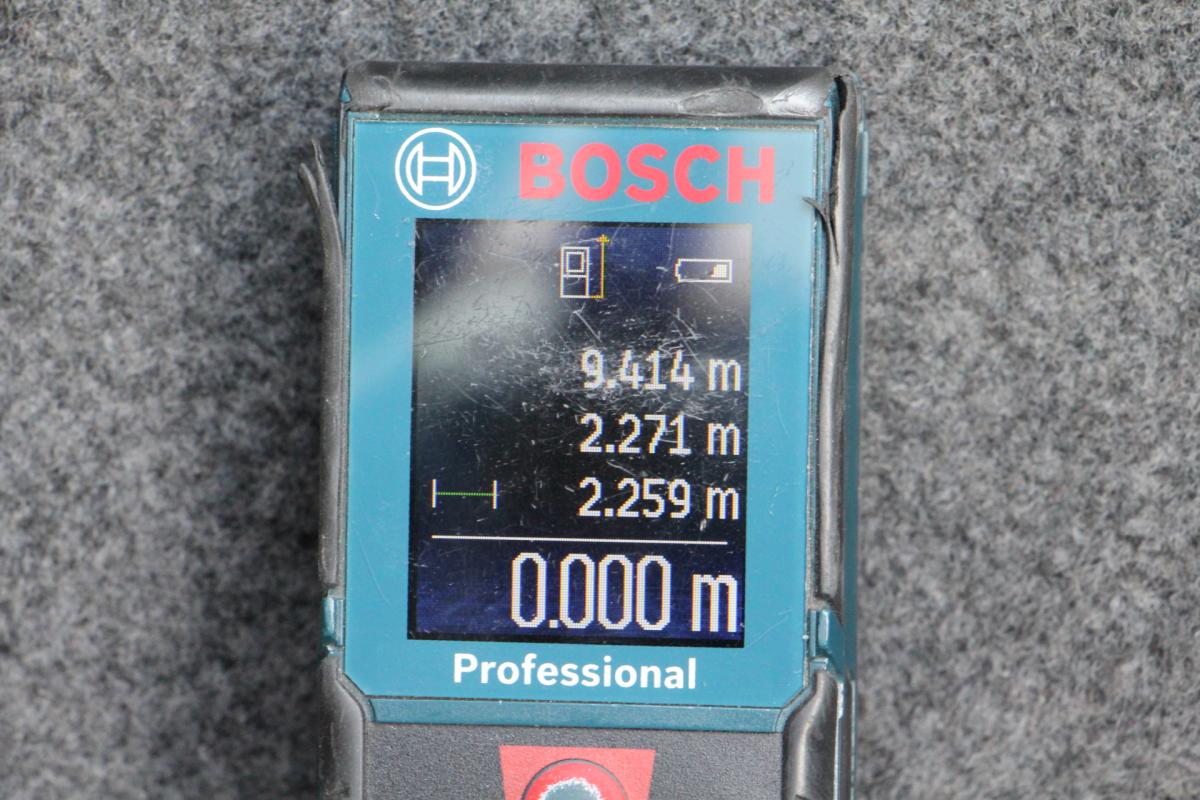 BOSCH
9.414 m
2.271 m
2.259 m
0.000 m
Professional